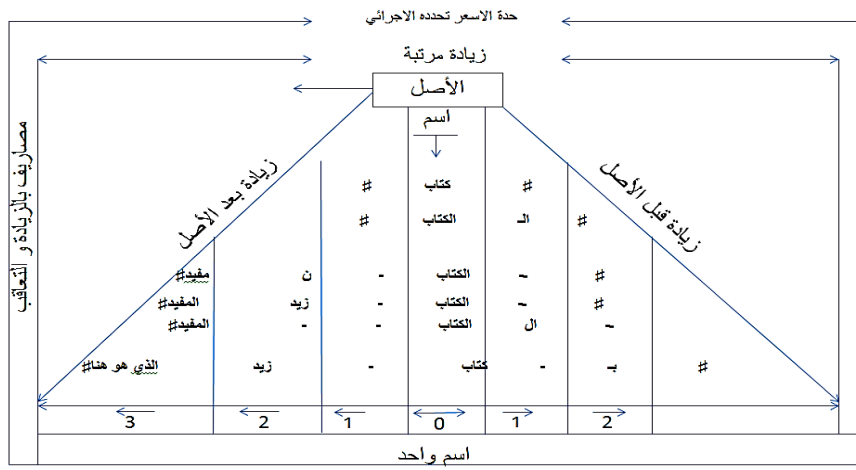 حدة الاسعر تحدده الاجرائي
زيادة مرتبة
الأصل
اسم
زيادة قبل الأصل
زيادة بعد الأصل
مصاريف بالزيادة و التعاقب
# كتاب #
# الـ الكتاب #
# - الكتاب - ن مفيد#
# - الكتاب - زيد المفيد#
- ال الكتاب - - المفيد#
# بـ - كتاب - زيد الذي هو هنا#
2 1 0 1 2 3
اسم واحد